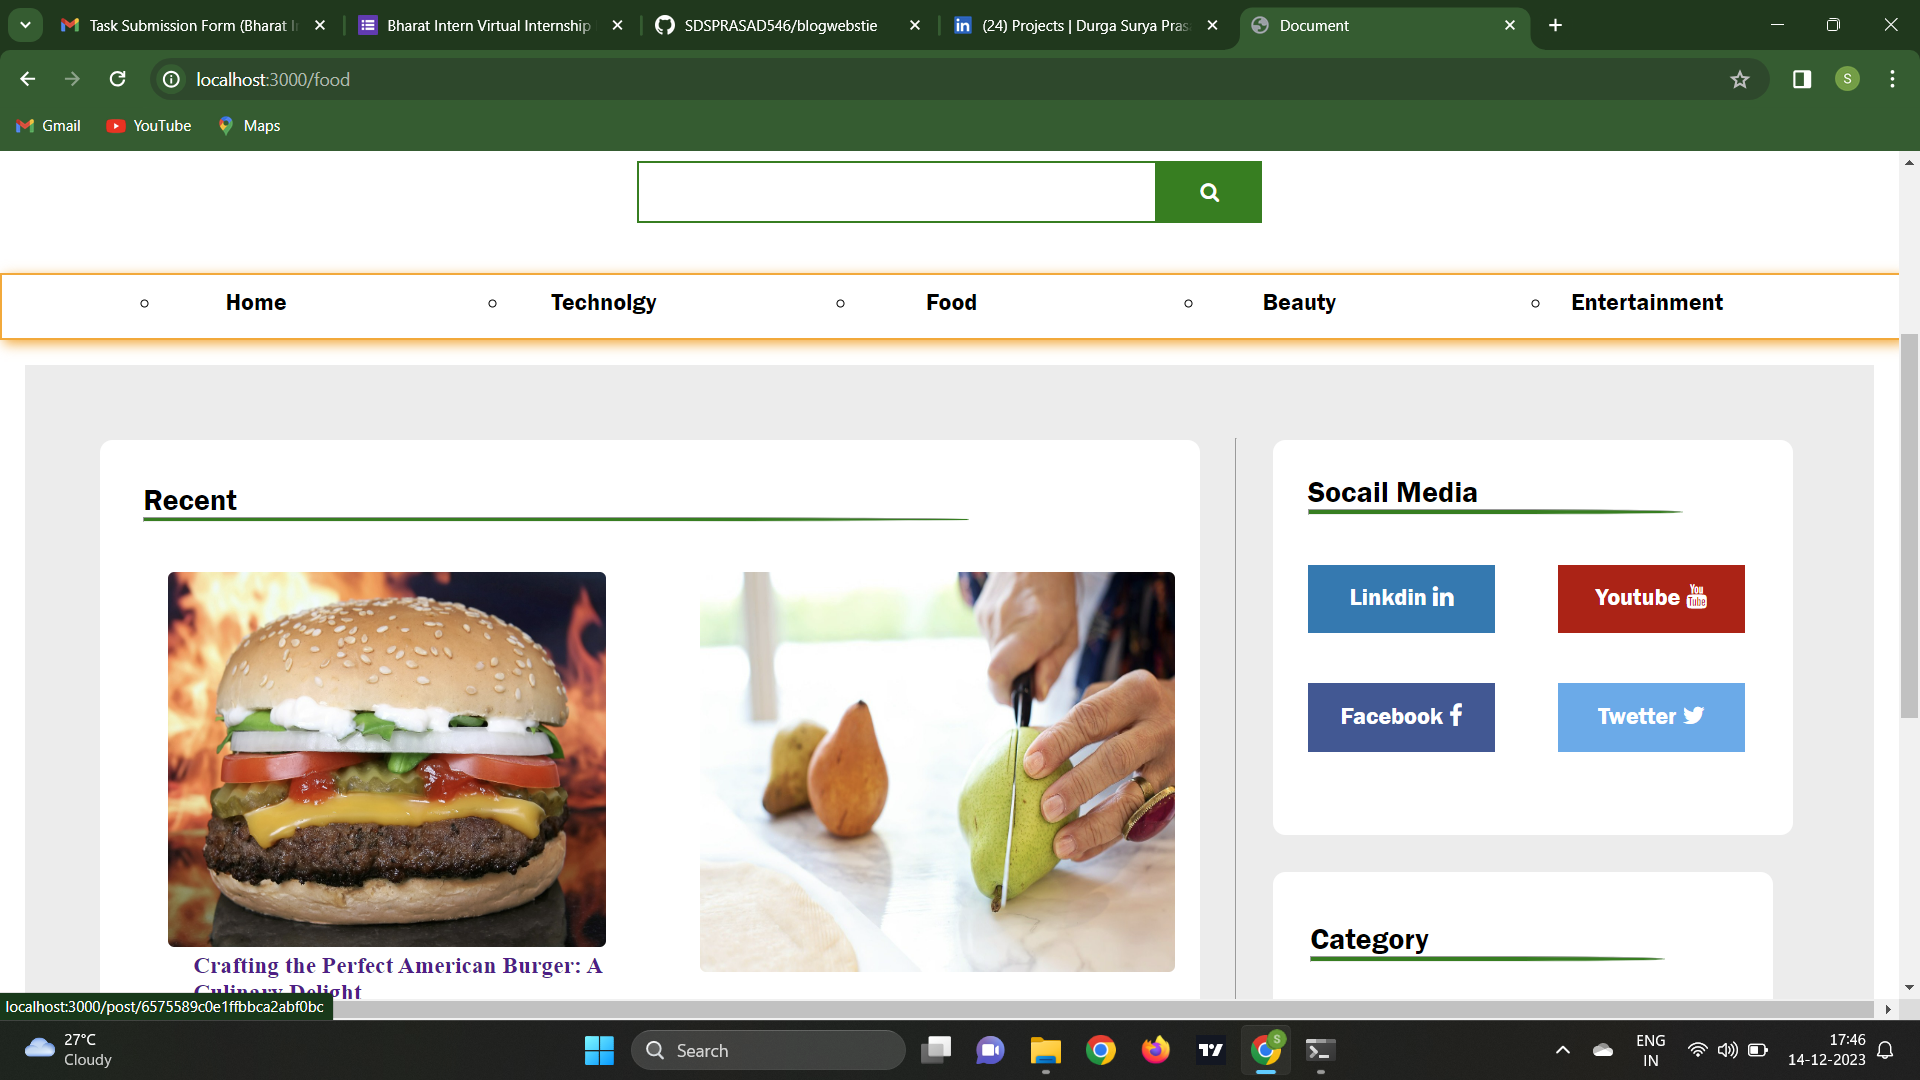 Task Submission Form (Bharat I
Bharat Intern Virtual Internship
SDSPRASAD546/blogwebstie
(24) Projects | Durga Surya Pras
Document
localhost:3000/food
S
Gmail
YouTube
Maps
Home
Technolgy
Food
Beauty
Entertainment
Recent
Socail Media
Linkdin in
Youtube You Tube
Facebook f
Twetter
Crafting the Perfect American Burger: A
Culinary Delight
Category
localhost:3000/post/6575589c0e1ffbbca2abf0bc
27°C
Cloudy
Search
S
ENG
IN
17:46
14-12-2023